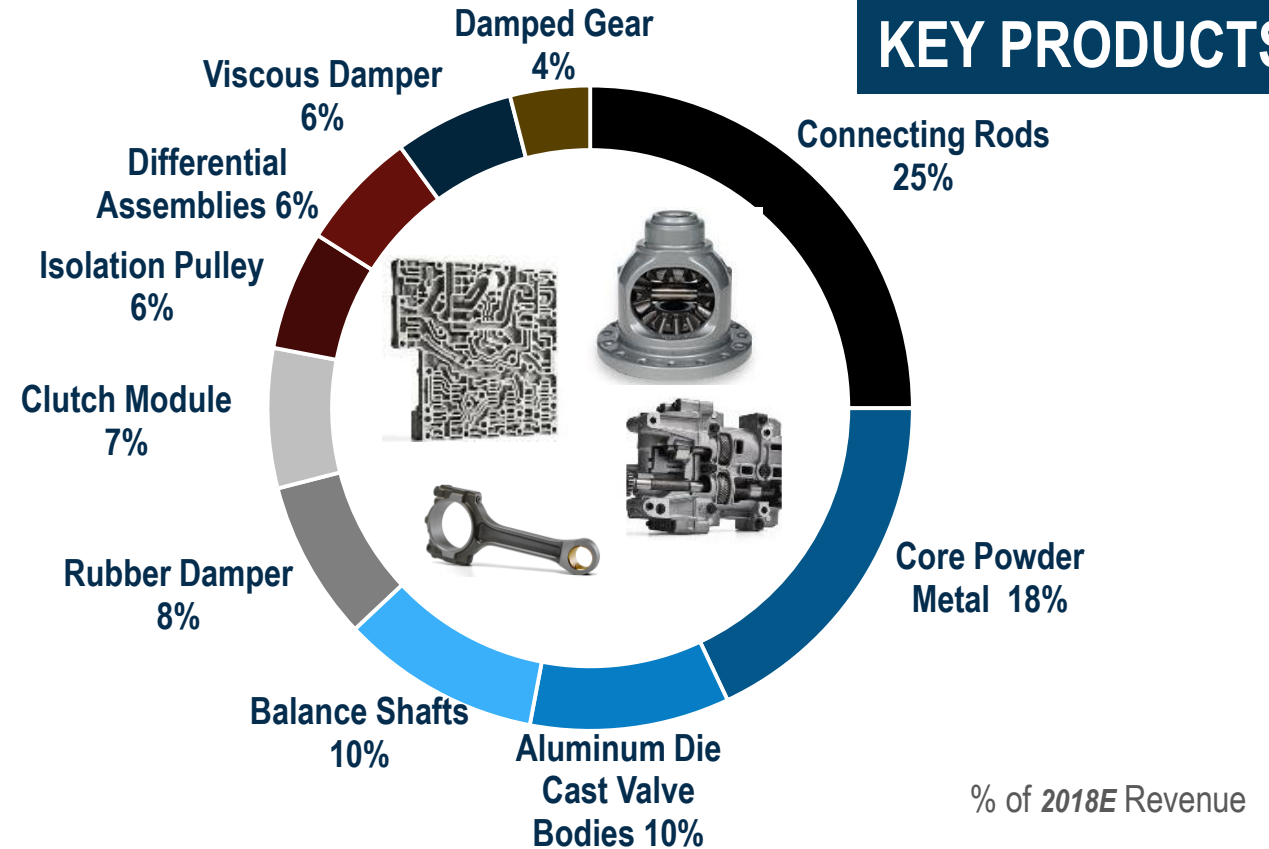 KEY PRODUCTS
Damped Gear
4%
Viscous Damper
6%
Connecting Rods
25%
Differential
Assemblies 6%
Isolation Pulley
6%
Clutch Module
7%
Core Powder
Metal 18%
Rubber Damper
8%
Balance Shafts
10%
Aluminum Die
Cast Valve
Bodies 10%
% of 2018E Revenue